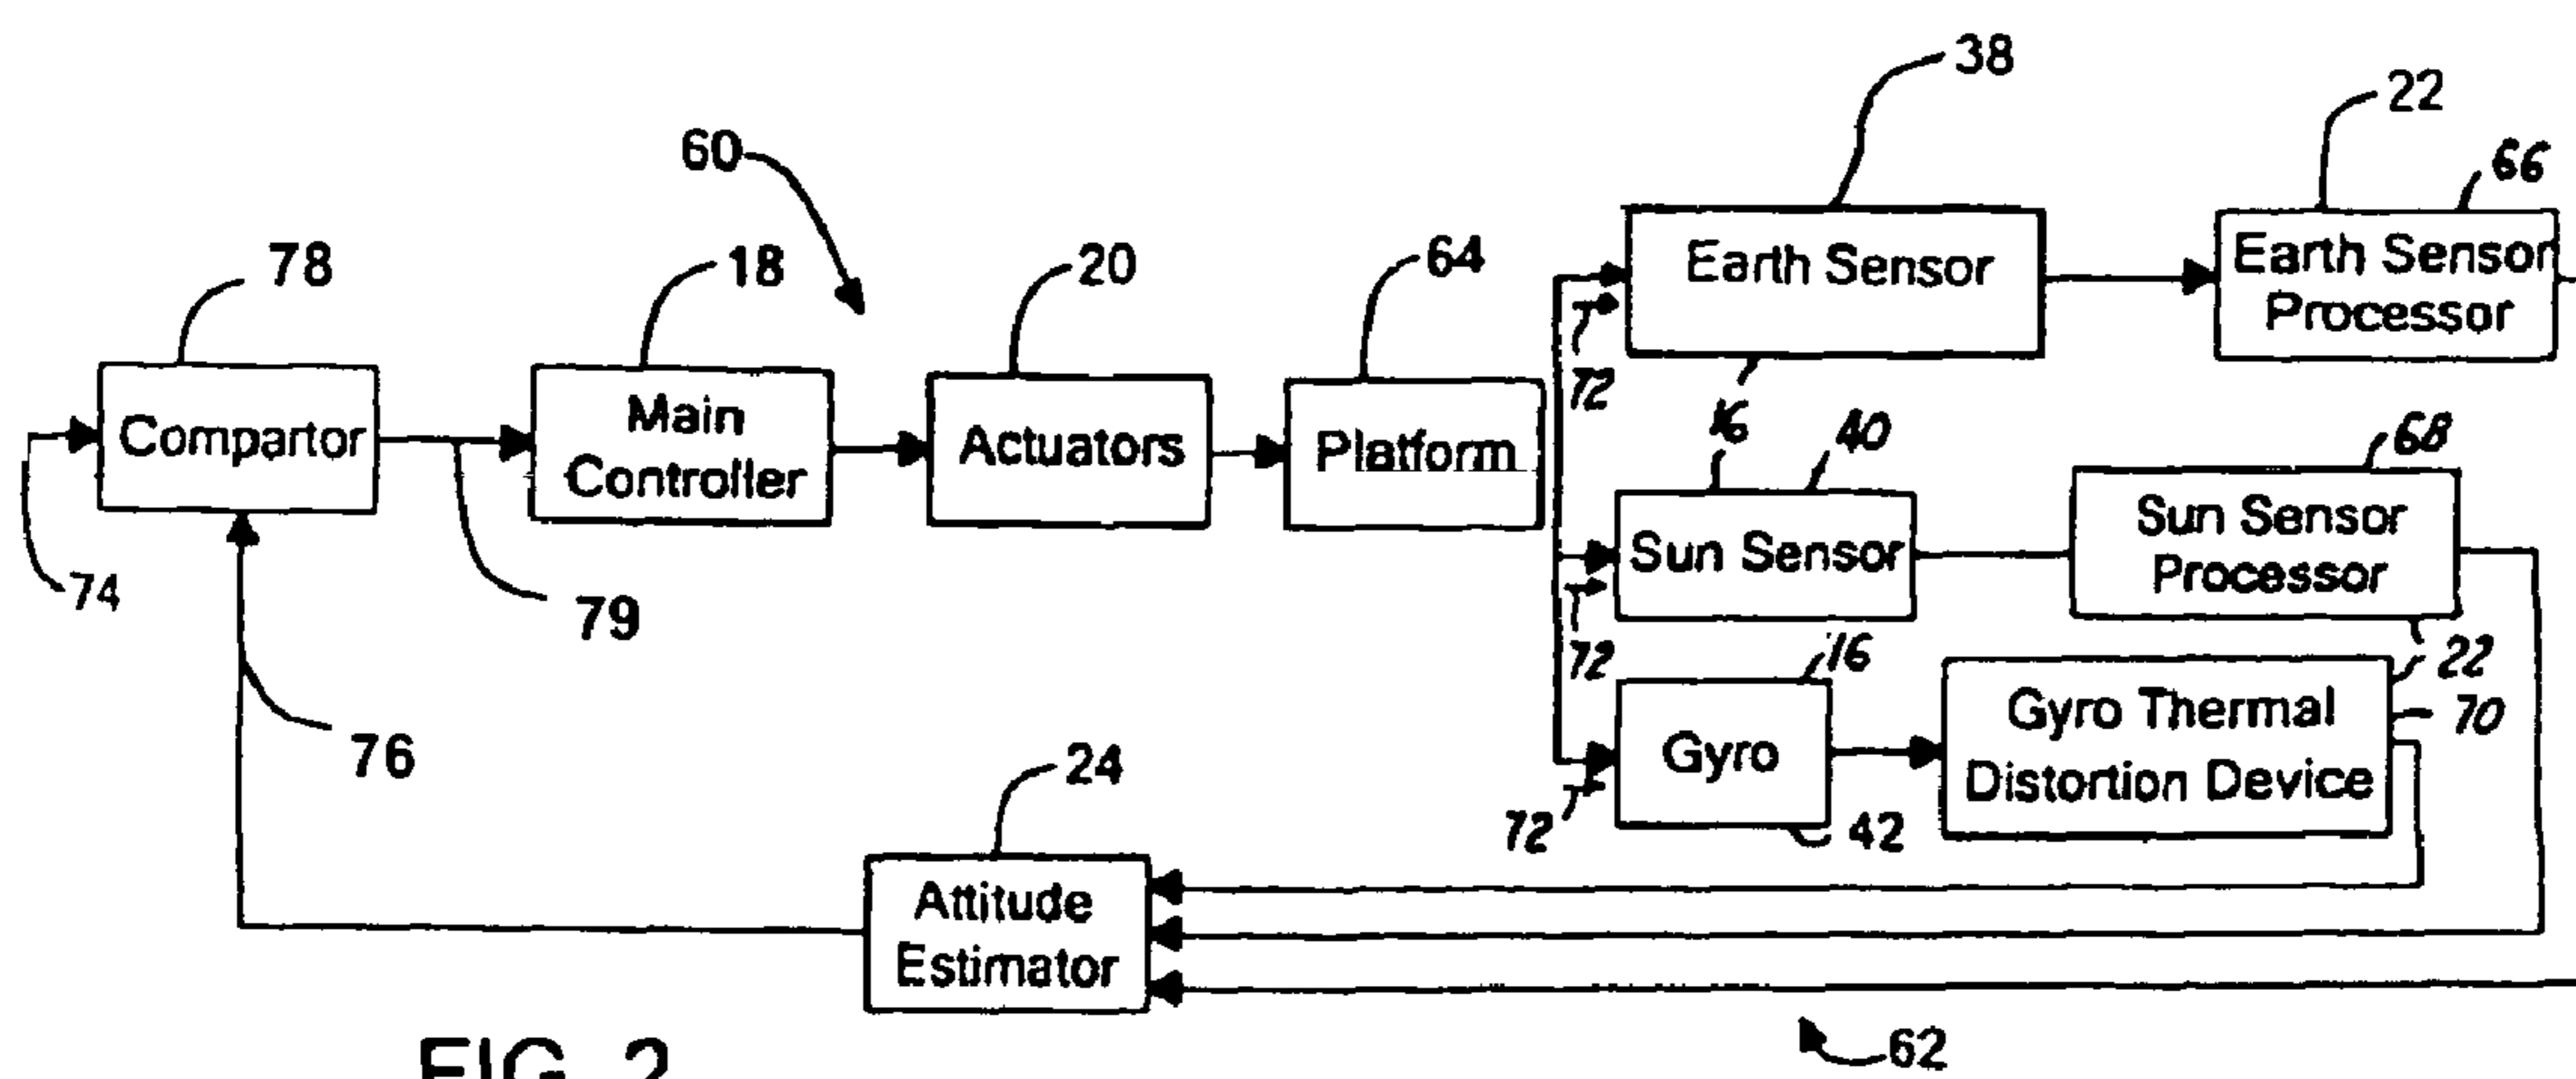 38
22
66
60
78
18
20
64
Earth Sensor
Earth Sensor
Processor
72
16
40
68
Compartor
Main
Controller
Actuators
Platform
Sun Sensor
Sun Sensor
Processor
74
79
72
16
22
70
Gyro
Gyro Thermal
Distortion Device
72
42
76
24
Attitude
Estimator
62
FIG. 2